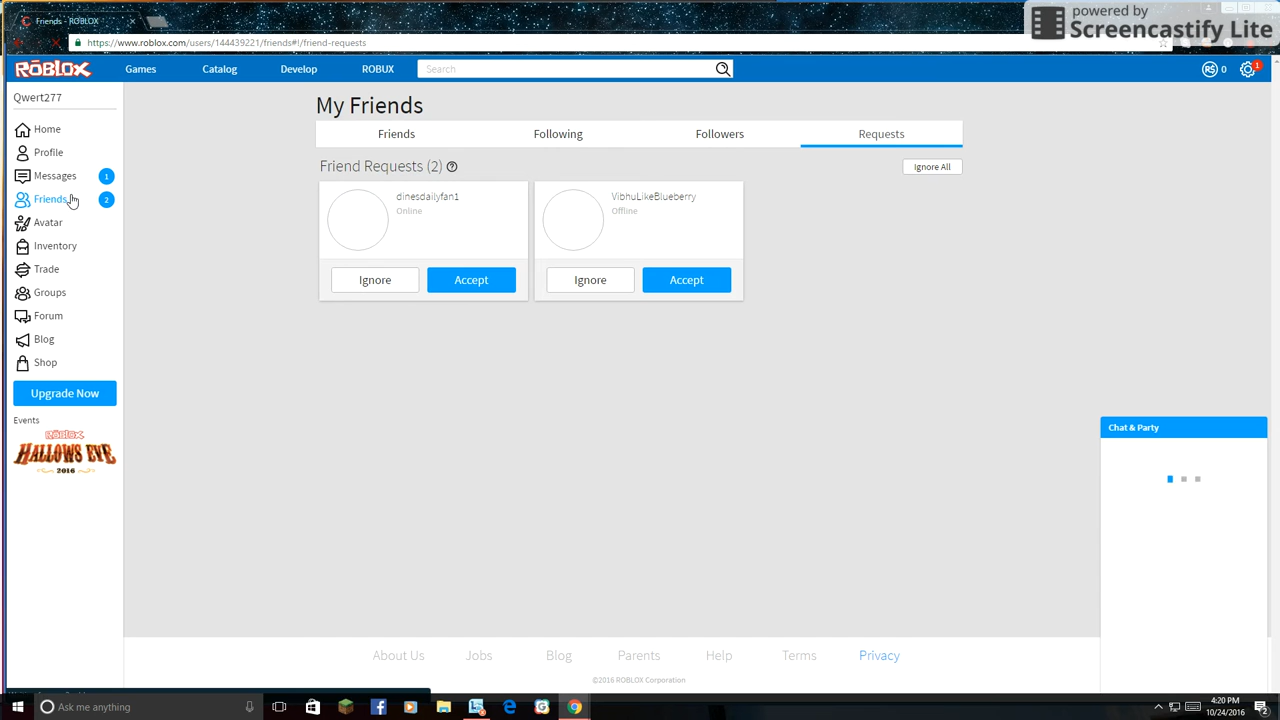 Friends - ROBLOX
powered by
Screencastify Lite
https://www.roblox.com/users/144439221/friends#!/friend-requests
ROBLOX
Games
Catalog
Develop
ROBUX
Search
R$ 0
1
Qwert277
Home
Profile
Messages 1
Friends 2
Avatar
Inventory
Trade
Groups
Forum
Blog
Shop
Upgrade Now
Events
ROBLOX
HALLOWS EVE
2016
My Friends
Friends
Following
Followers
Requests
Friend Requests (2) ?
Ignore All
dinesdailyfan1
Online
Ignore
Accept
VibhuLikeBlueberry
Offline
Ignore
Accept
Chat & Party
About Us
Jobs
Blog
Parents
Help
Terms
Privacy
©2016 ROBLOX Corporation
Ask me anything
4:20 PM
10/24/2016
2